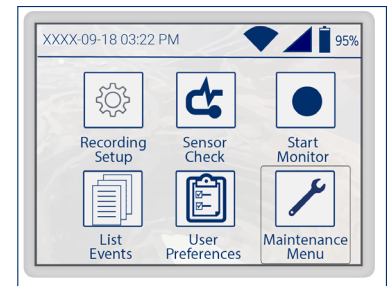 XXXX-09-18 03:22 PM 95%
Recording Sensor Start
Setup Check Monitor
List User Maintenance
Events Preferences Menu